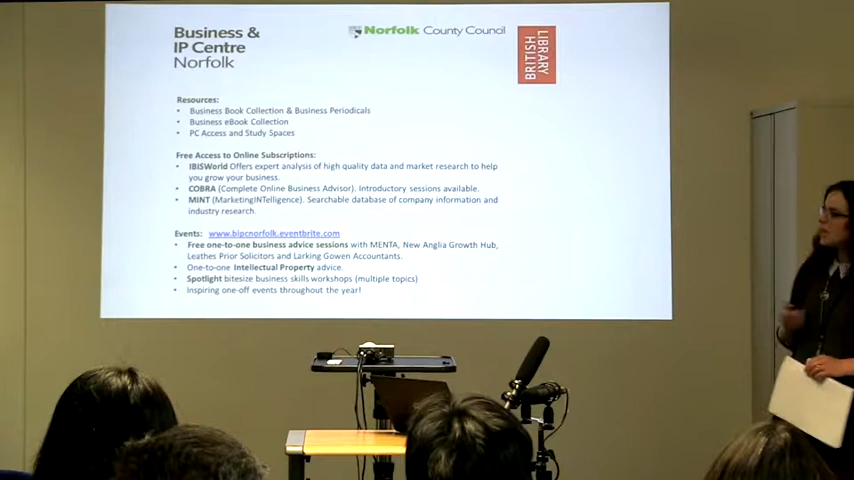 Business &
IP Centre
Norfolk
Norfolk County Council
BRITISH
LIBRARY
Resources:
• Business Book Collection & Business Periodicals
• Business eBook Collection
• PC Access and Study Spaces
Free Access to Online Subscriptions:
• IBISWorld Offers expert analysis of high quality data and market research to help
you grow your business.
• COBRA (Complete Online Business Advisor). Introductory sessions available.
• MINT (MarketingINTelligence). Searchable database of company information and
industry research.
Events: www.bipcnorfolk.eventbrite.com
• Free one-to-one business advice sessions with MENTA, New Anglia Growth Hub,
Leathes Prior Solicitors and Larking Gowen Accountants.
• One-to-one Intellectual Property advice.
• Spotlight bitesize business skills workshops (multiple topics)
• Inspiring one-off events throughout the year!